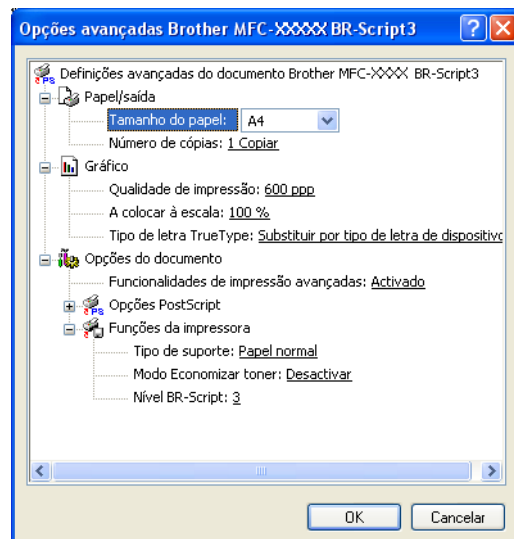 Opções avançadas Brother MFC-XXXXX BR-Script3
Definições avançadas do documento Brother MFC-XXXX BR-Script3
Papel/saída
Tamanho do papel: A4
Número de cópias: 1 Copiar
Gráfico
Qualidade de impressão: 600 ppp
A colocar à escala: 100 %
Tipo de letra TrueType: Substituir por tipo de letra de dispositivo
Opções do documento
Funcionalidades de impressão avançadas: Activado
Opções PostScript
Funções da impressora
Tipo de suporte: Papel normal
Modo Economizar toner: Desactivar
Nível BR-Script: 3
OK Cancelar